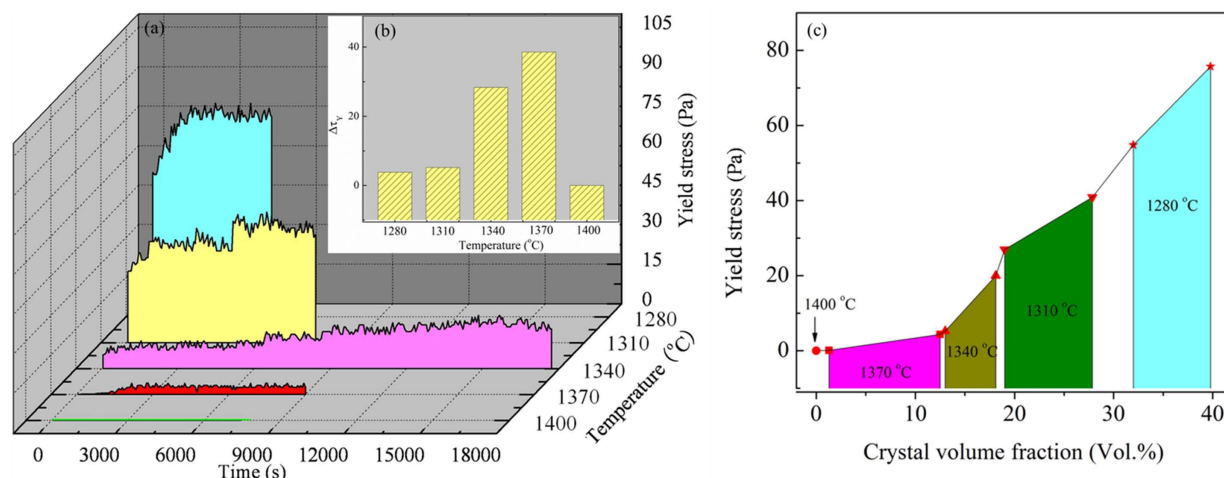 (a)
105
90
75
60
45
30
15
0
Yield stress (Pa)
1280
1310
1340
1370
1400
Temperature (°C)
0 3000 6000 9000 12000 15000 18000
Time (s)
(b)
40
20
0
Δτ_Y
1280 1310 1340 1370 1400
Temperature (°C)
(c)
80
60
40
20
0
Yield stress (Pa)
1400 °C
1370 °C
1340 °C
1310 °C
1280 °C
0 10 20 30 40
Crystal volume fraction (Vol.%)